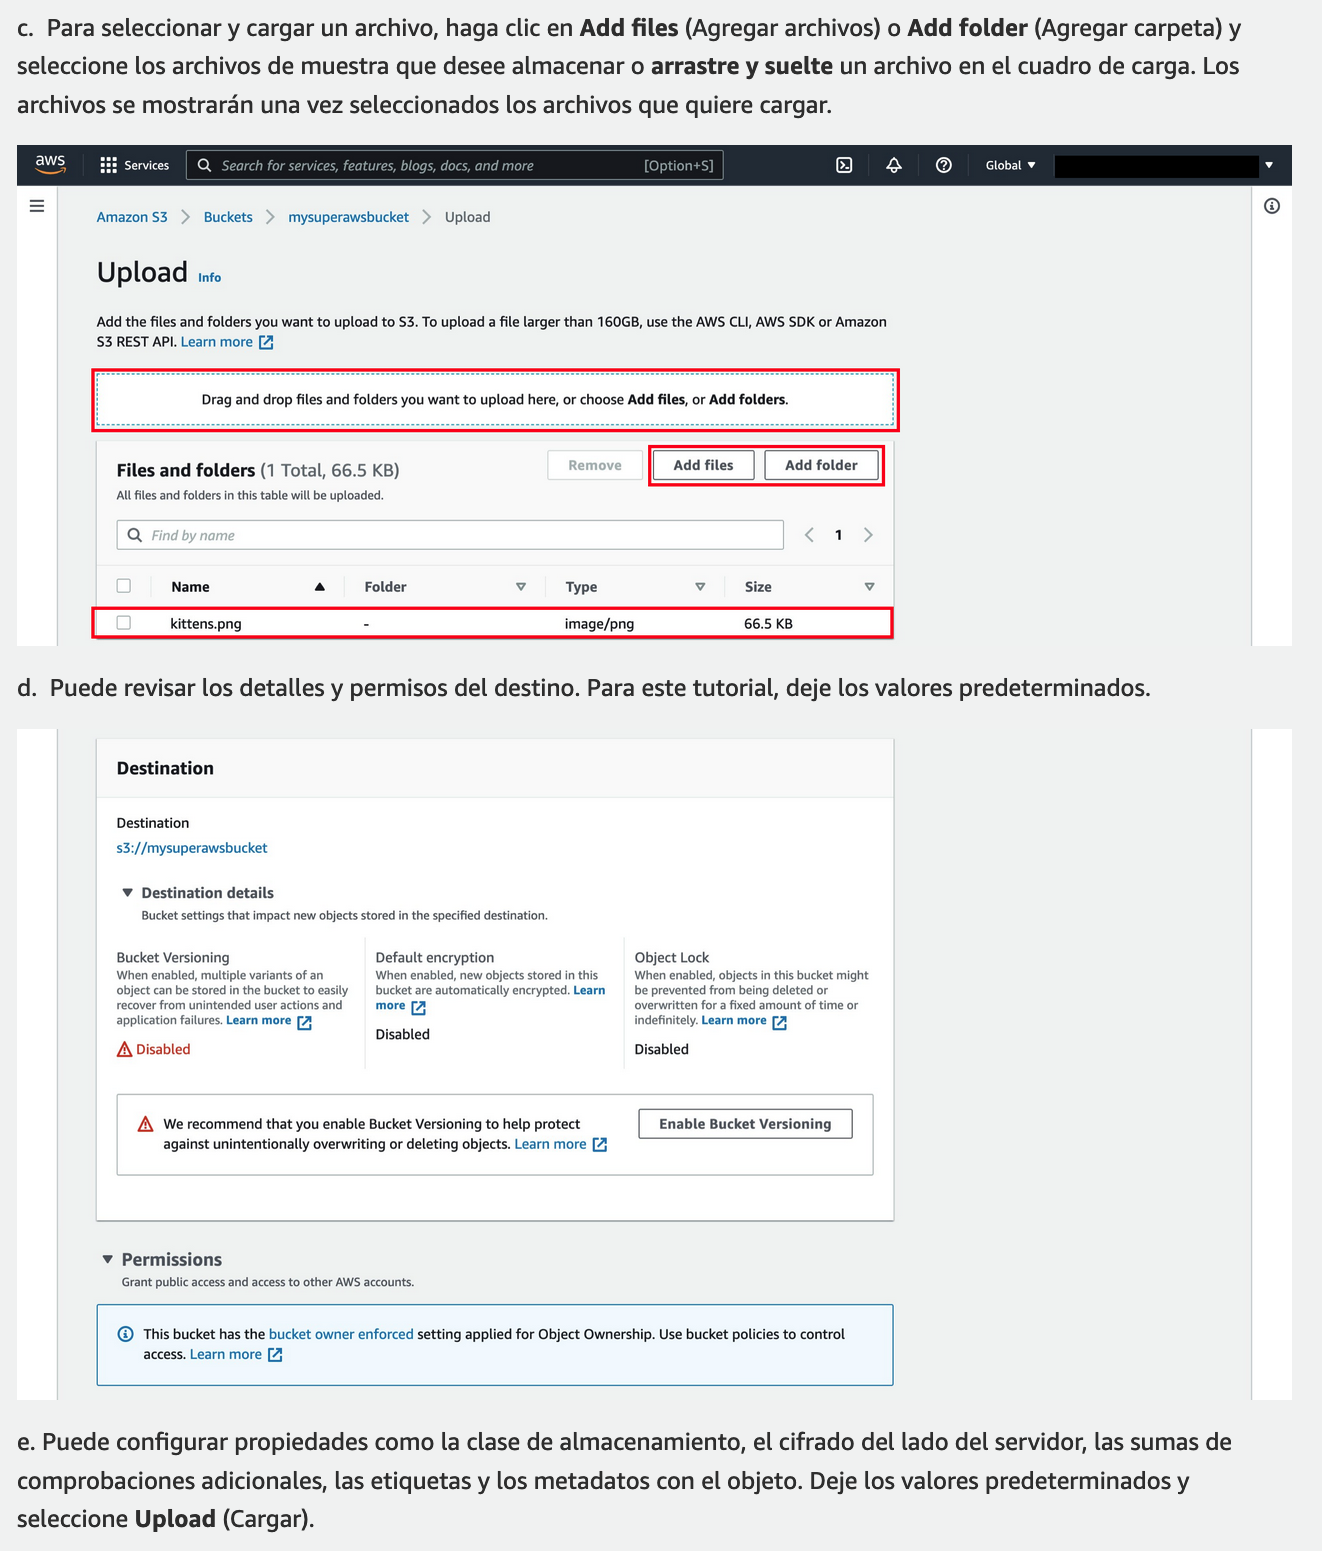 c. Para seleccionar y cargar un archivo, haga clic en Add files (Agregar archivos) o Add folder (Agregar carpeta) y
seleccione los archivos de muestra que desee almacenar o arrastre y suelte un archivo en el cuadro de carga. Los
archivos se mostrarán una vez seleccionados los archivos que quiere cargar.
aws Services Search for services, features, blogs, docs, and more [Option+S] Global
Amazon S3 > Buckets > mysuperawsbucket > Upload
Upload Info
Add the files and folders you want to upload to S3. To upload a file larger than 160GB, use the AWS CLI, AWS SDK or Amazon
S3 REST API. Learn more
Drag and drop files and folders you want to upload here, or choose Add files, or Add folders.
Files and folders (1 Total, 66.5 KB) Remove Add files Add folder
All files and folders in this table will be uploaded.
Find by name < 1 >
Name Folder Type Size
kittens.png - image/png 66.5 KB
d. Puede revisar los detalles y permisos del destino. Para este tutorial, deje los valores predeterminados.
Destination
Destination
s3://mysuperawsbucket
Destination details
Bucket settings that impact new objects stored in the specified destination.
Bucket Versioning
When enabled, multiple variants of an
object can be stored in the bucket to easily
recover from unintended user actions and
application failures. Learn more
Disabled
Default encryption
When enabled, new objects stored in this
bucket are automatically encrypted. Learn
more
Disabled
Object Lock
When enabled, objects in this bucket might
be prevented from being deleted or
overwritten for a fixed amount of time or
indefinitely. Learn more
Disabled
We recommend that you enable Bucket Versioning to help protect
against unintentionally overwriting or deleting objects. Learn more
Enable Bucket Versioning
Permissions
Grant public access and access to other AWS accounts.
This bucket has the bucket owner enforced setting applied for Object Ownership. Use bucket policies to control
access. Learn more
e. Puede configurar propiedades como la clase de almacenamiento, el cifrado del lado del servidor, las sumas de
comprobaciones adicionales, las etiquetas y los metadatos con el objeto. Deje los valores predeterminados y
seleccione Upload (Cargar).